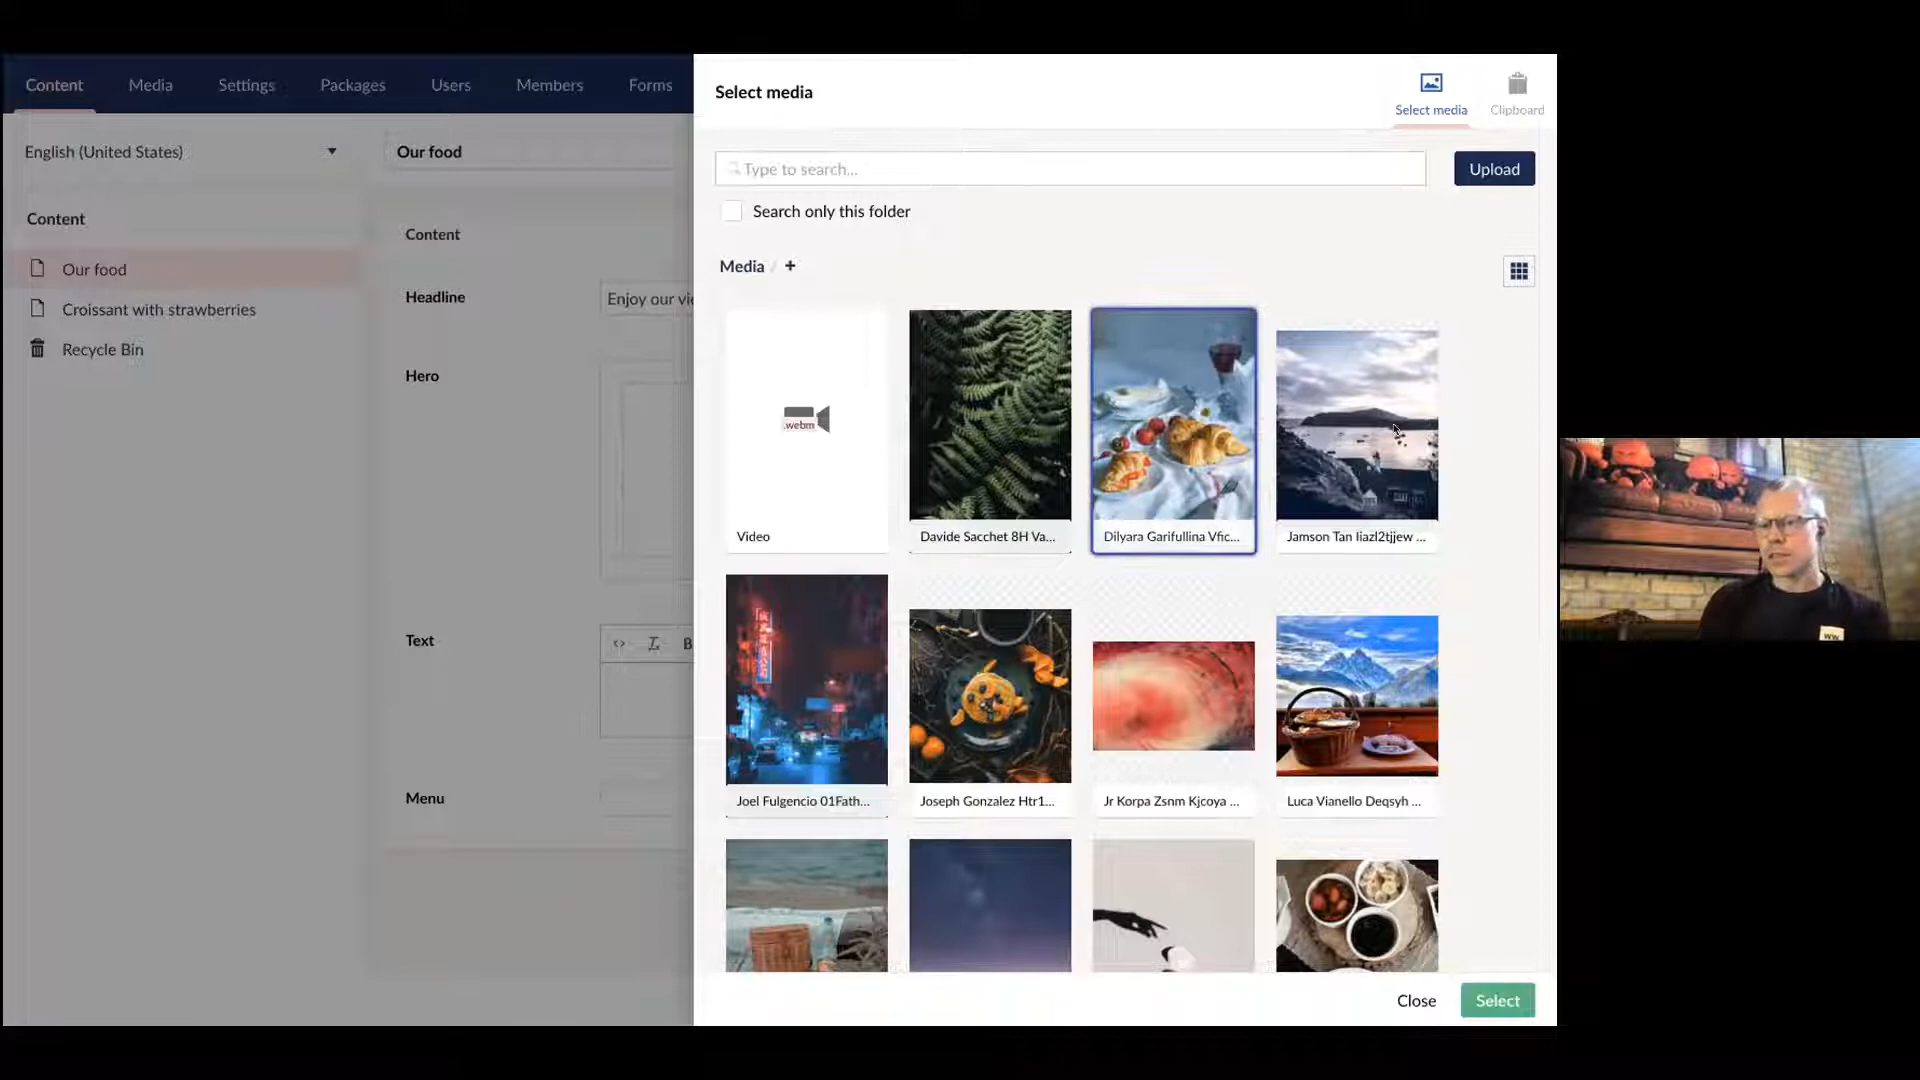 Content Media Settings Packages Users Members Forms
English (United States)
Content
Our food
Croissant with strawberries
Recycle Bin
Our food
Content
Headline
Enjoy our vi
Hero
Text
B
Menu
Select media
Select media
Clipboard
Type to search...
Upload
Search only this folder
Media / +
.webm
Video
Davide Sacchet 8H Va...
Dilyara Garifullina Vfic...
Jamson Tan Iiazl2tjjew ...
Joel Fulgencio 01Fath...
Joseph Gonzalez Htr1...
Jr Korpa Zsnm Kjcoya ...
Luca Vianello Deqsyh ...
Close
Select
WW